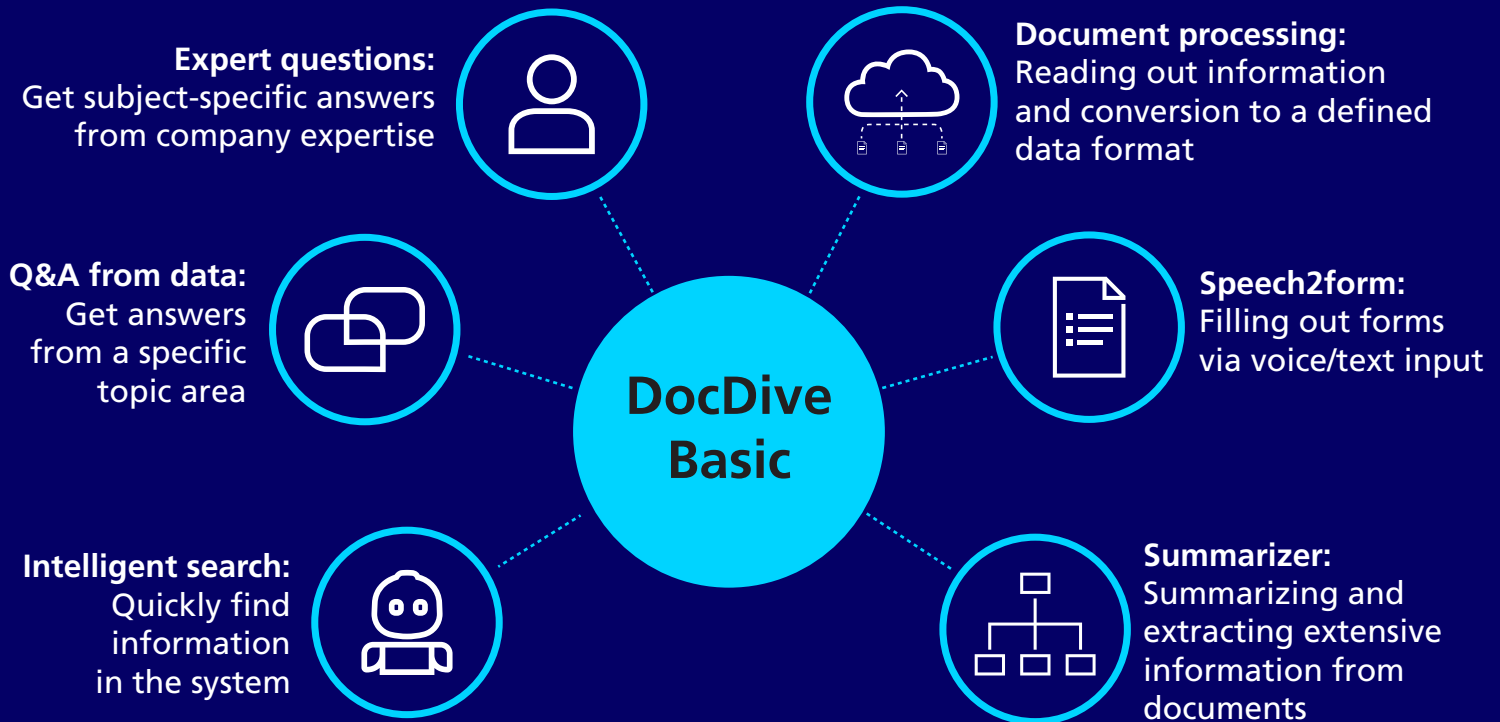 Expert questions:
Get subject-specific answers
from company expertise
Document processing:
Reading out information
and conversion to a defined
data format
Q&A from data:
Get answers
from a specific
topic area
Speech2form:
Filling out forms
via voice/text input
DocDive
Basic
Intelligent search:
Quickly find
information
in the system
Summarizer:
Summarizing and
extracting extensive
information from
documents